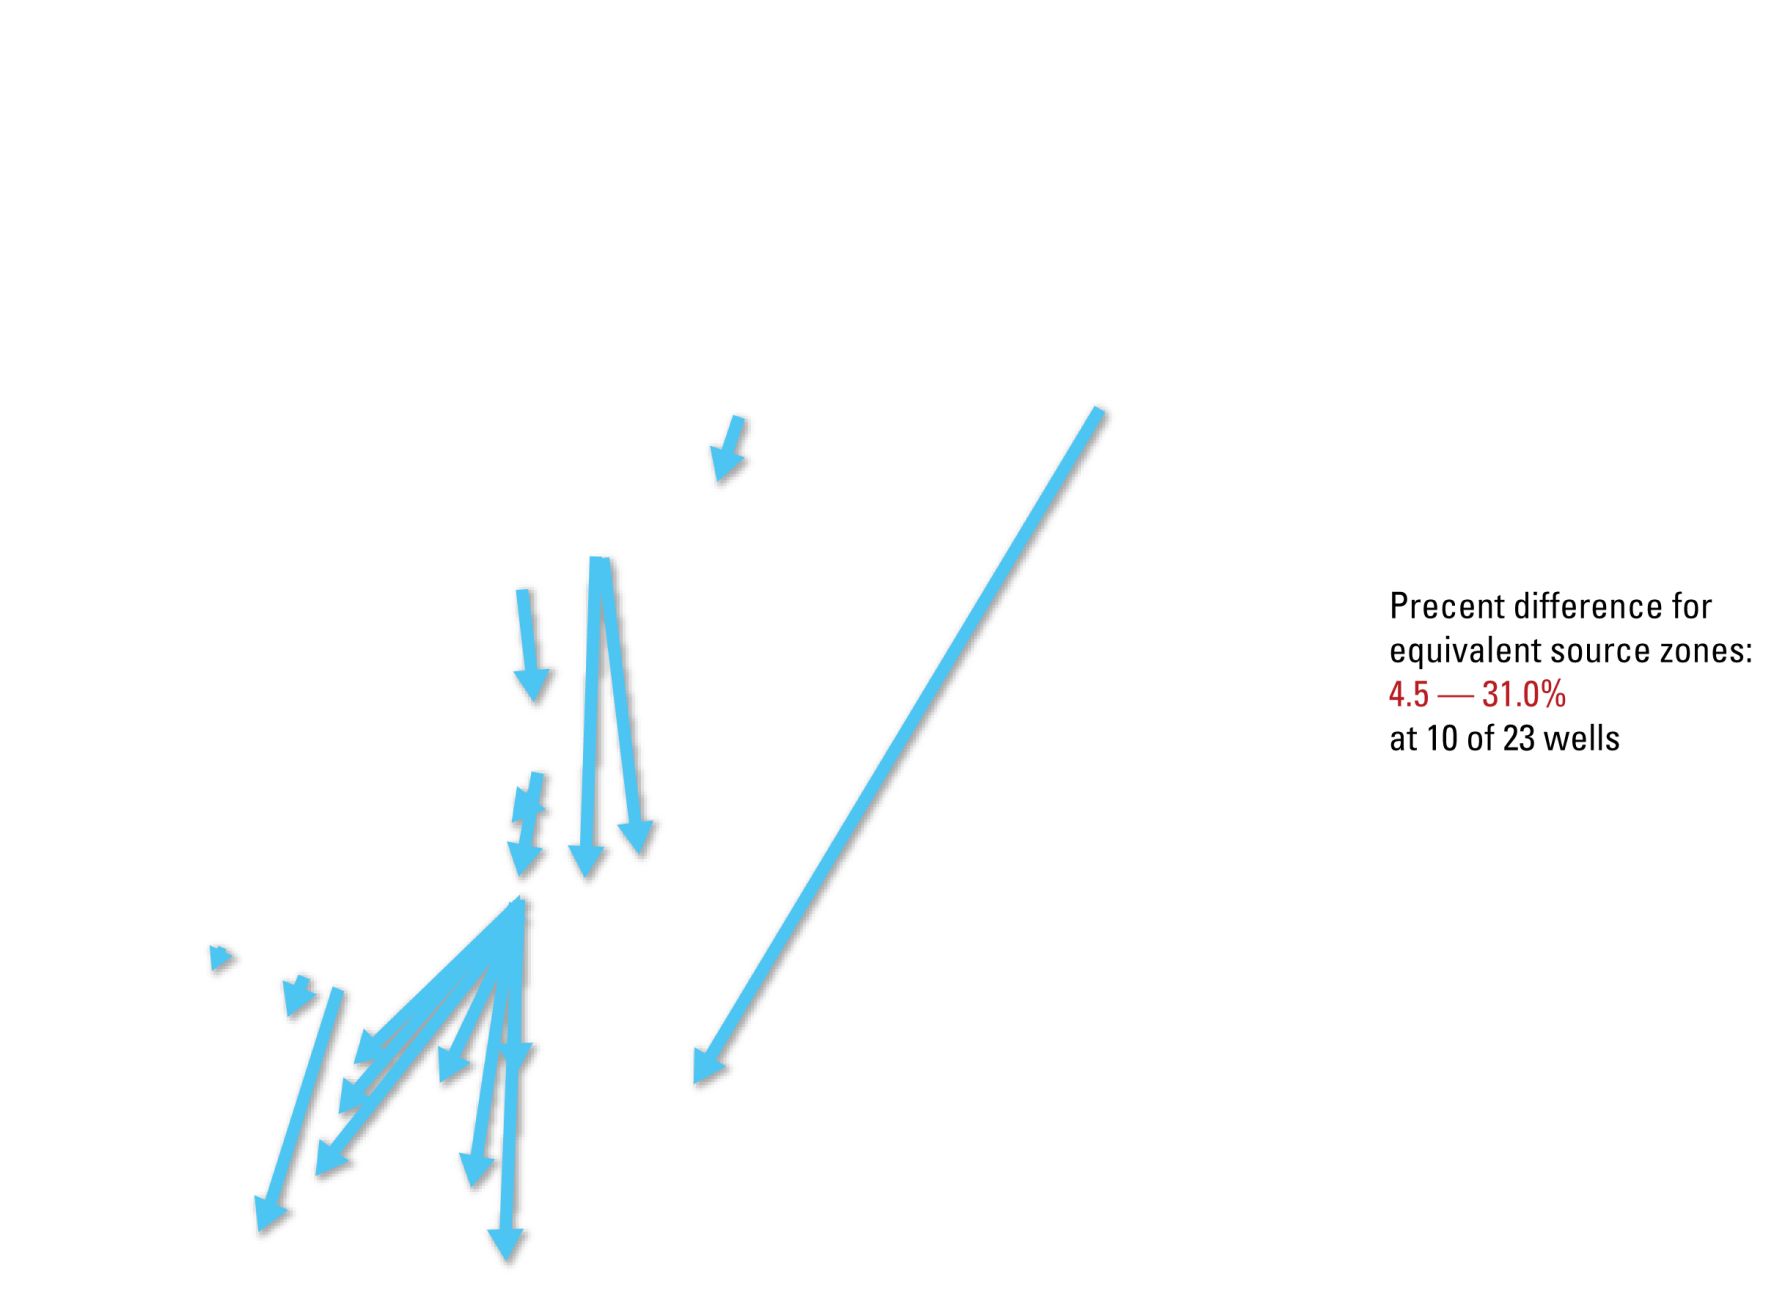 Precent difference for
equivalent source zones:
4.5 — 31.0%
at 10 of 23 wells